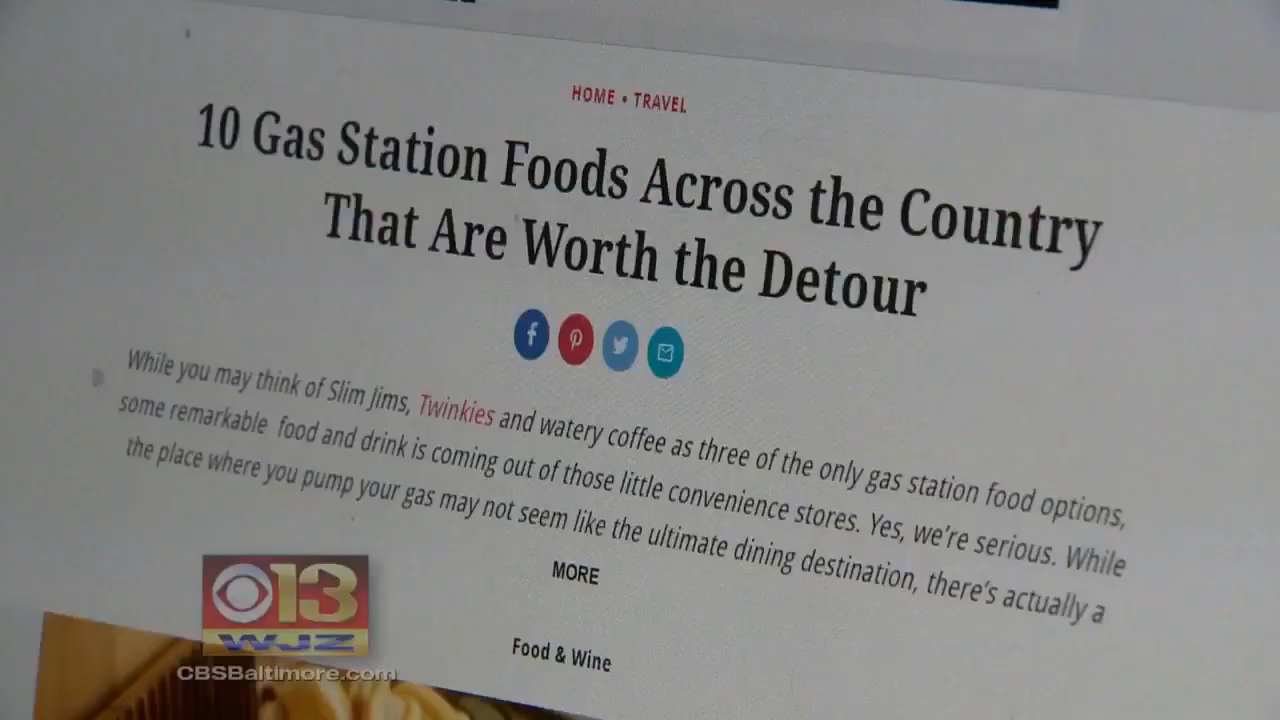 HOME • TRAVEL
10 Gas Station Foods Across the Country
That Are Worth the Detour
While you may think of Slim Jims, Twinkies and watery coffee as three of the only gas station food options,
some remarkable food and drink is coming out of those little convenience stores. Yes, we're serious. While
the place where you pump your gas may not seem like the ultimate dining destination, there's actually a
MORE
Food & Wine
13
WJZ
CBSBaltimore.com